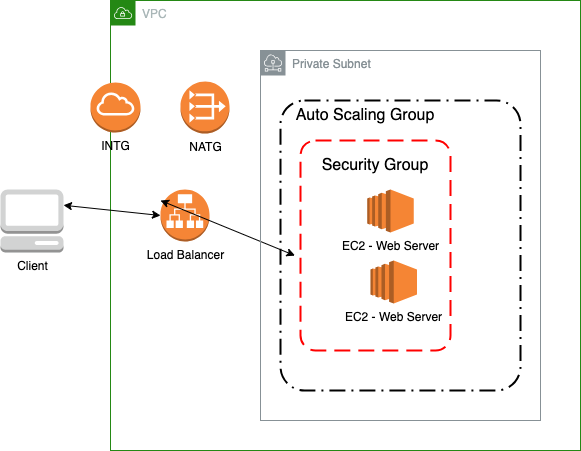 VPC
Private Subnet
Auto Scaling Group
INTG
NATG
Security Group
EC2 - Web Server
Load Balancer
Client
EC2 - Web Server